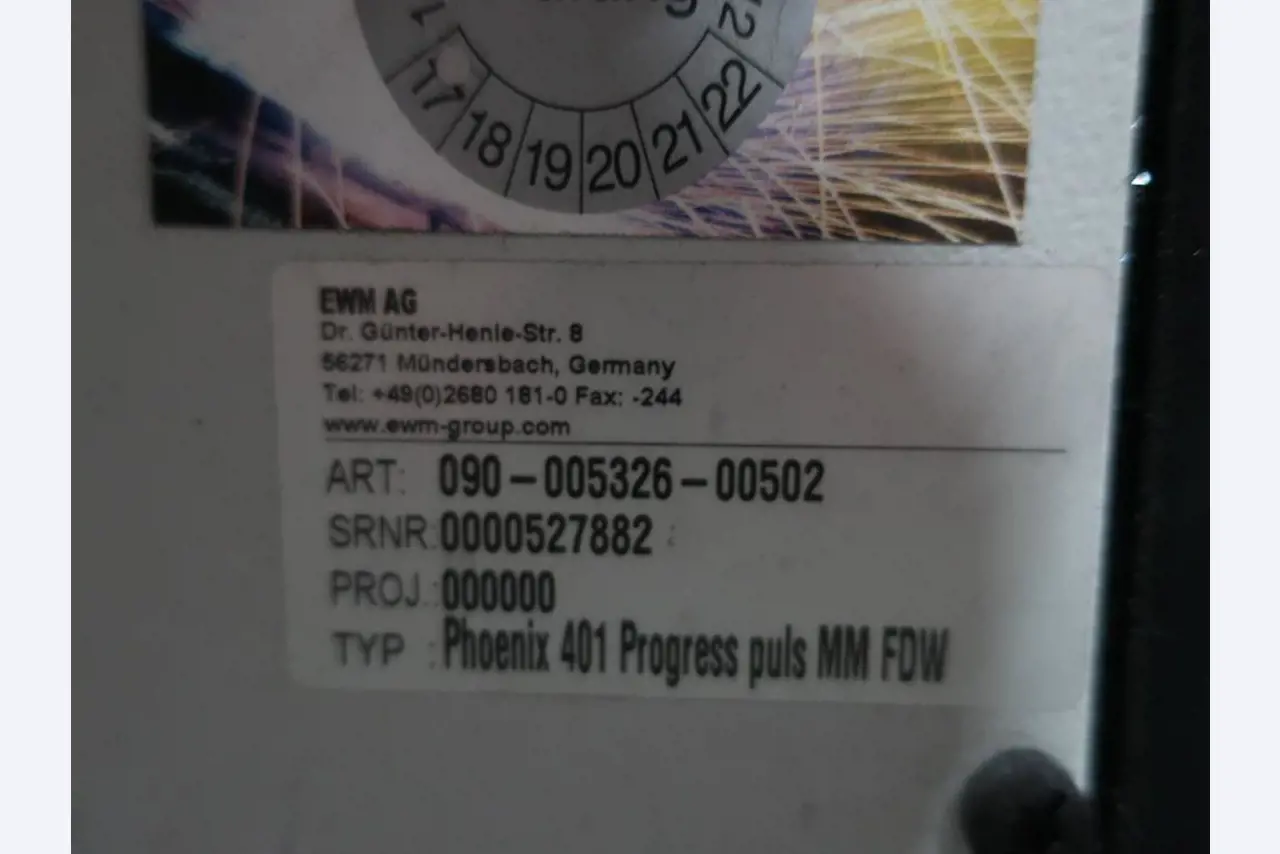 17 18 19 20 21 22
EWM AG
Dr. Günter-Henle-Str. 8
56271 Mündersbach, Germany
Tel: +49(0)2680 181-0 Fax: -244
www.ewm-group.com
ART: 090-005326-00502
SRNR:0000527882
PROJ.:000000
TYP :Phoenix 401 Progress puls MM FDW